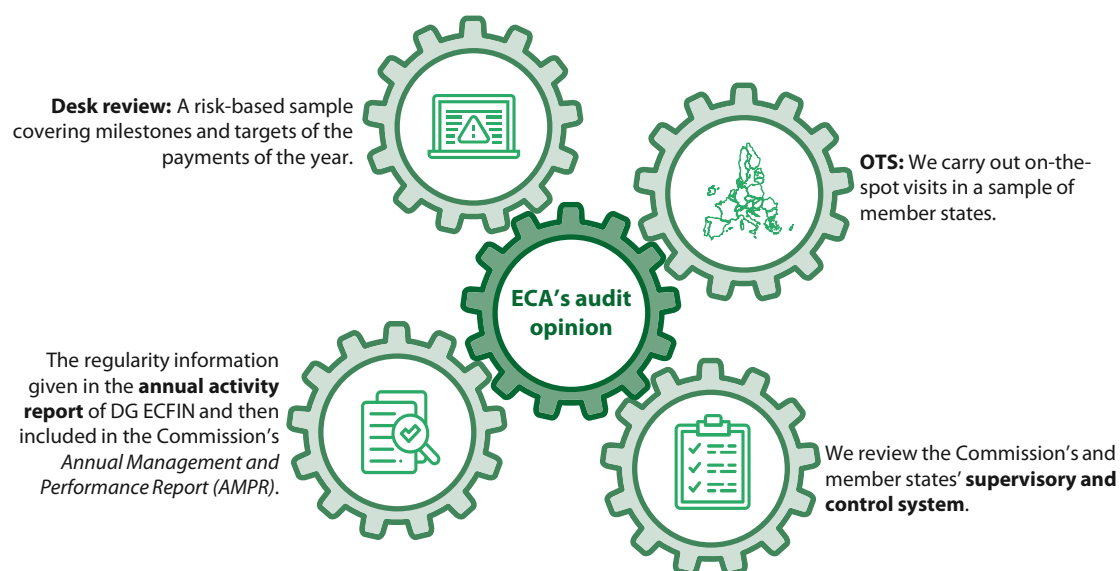 Desk review: A risk-based sample
covering milestones and targets of the
payments of the year.
OTS: We carry out on-the-
spot visits in a sample of
member states.
ECA's audit
opinion
The regularity information
given in the annual activity
report of DG ECFIN and then
included in the Commission's
Annual Management and
Performance Report (AMPR).
We review the Commission's and
member states' supervisory and
control system.